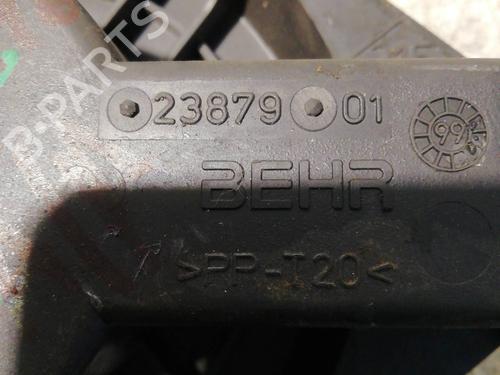 23879 01
99
BEHR
>PP-T20<
B-PARTS